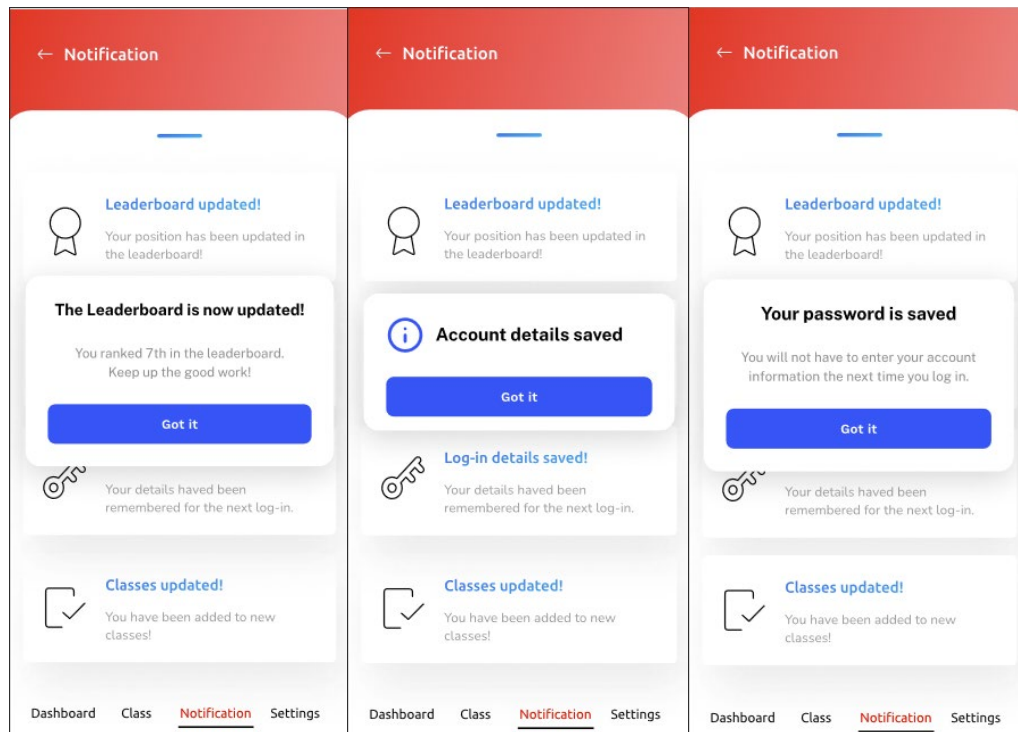 ← Notification
Leaderboard updated!
Your position has been updated in
the leaderboard!
The Leaderboard is now updated!
You ranked 7th in the leaderboard.
Keep up the good work!
Got it
Your details haved been
remembered for the next log-in.
Classes updated!
You have been added to new
classes!
Dashboard Class Notification Settings
← Notification
Leaderboard updated!
Your position has been updated in
the leaderboard!
Account details saved
Got it
Log-in details saved!
Your details haved been
remembered for the next log-in.
Classes updated!
You have been added to new
classes!
Dashboard Class Notification Settings
← Notification
Leaderboard updated!
Your position has been updated in
the leaderboard!
Your password is saved
You will not have to enter your account
information the next time you log in.
Got it
Your details haved been
remembered for the next log-in.
Classes updated!
You have been added to new
classes!
Dashboard Class Notification Settings